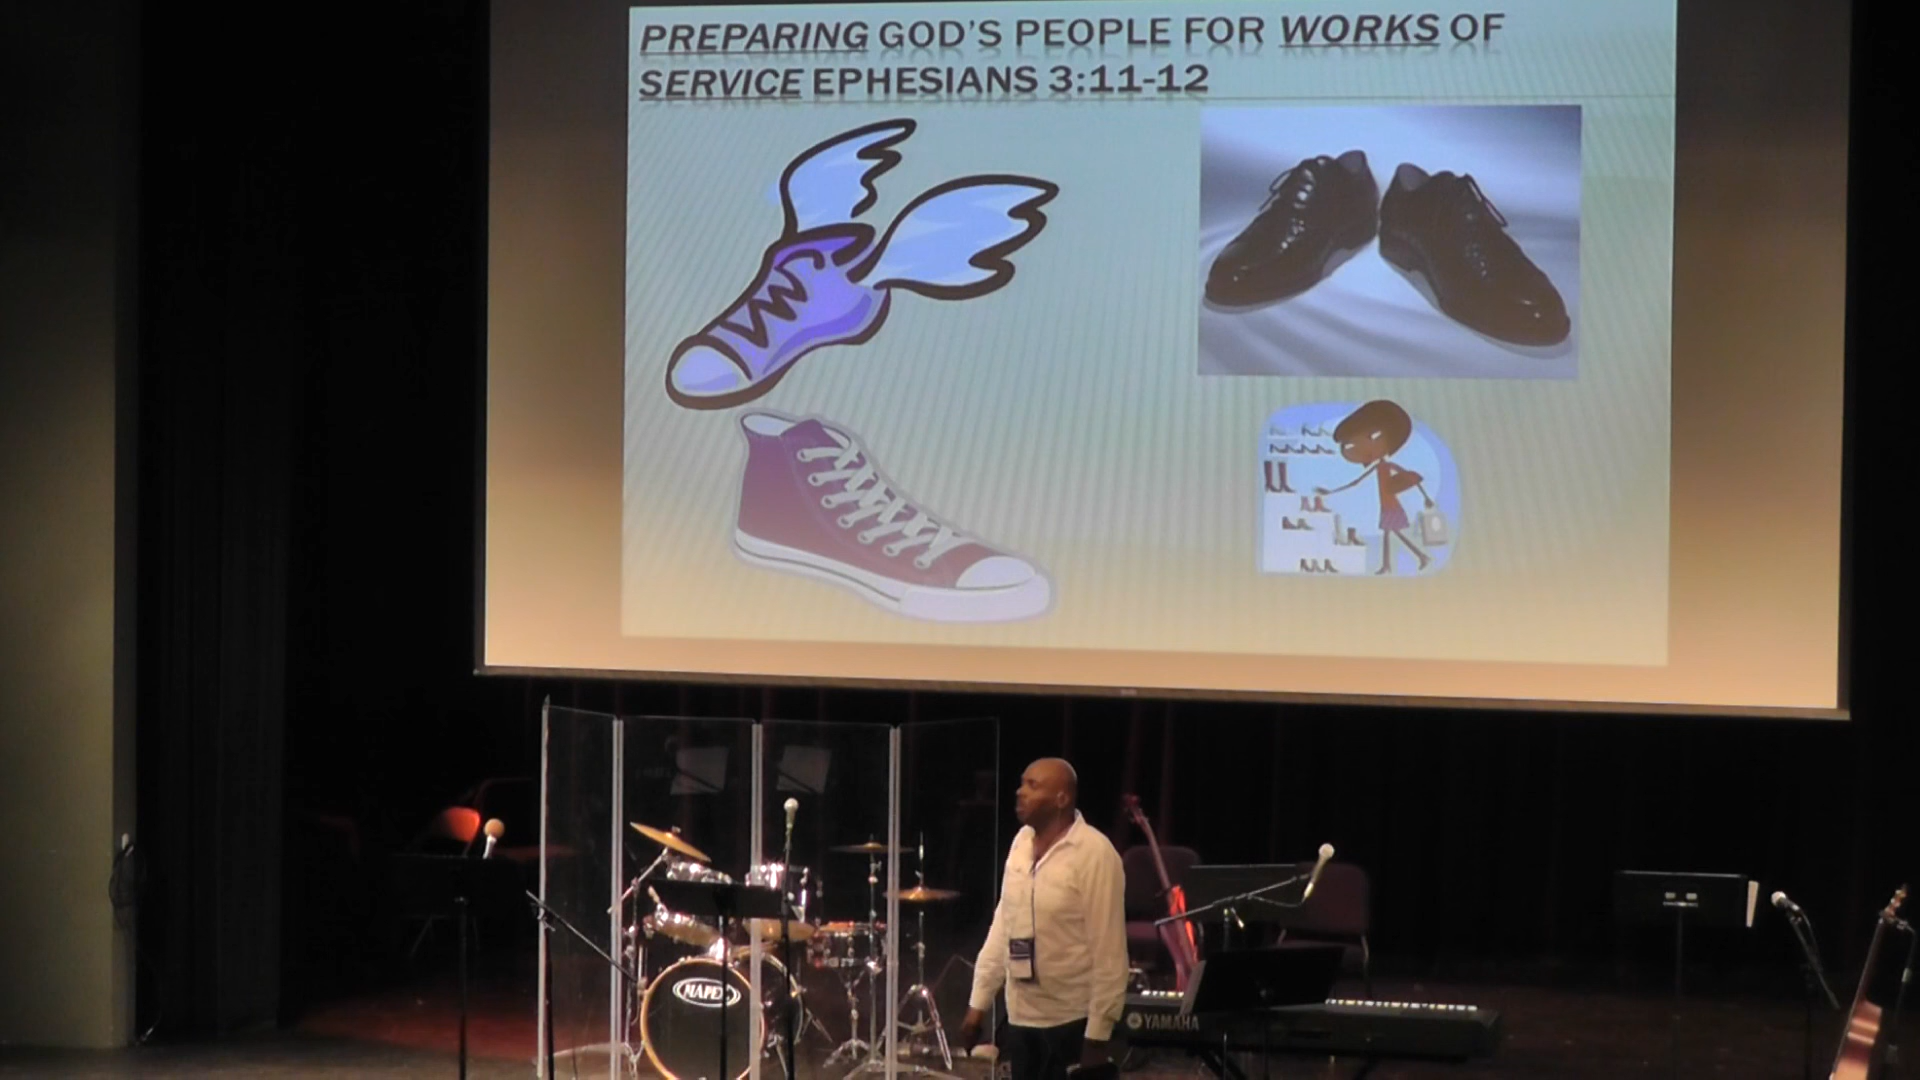 PREPARING GOD'S PEOPLE FOR WORKS OF
SERVICE EPHESIANS 3:11-12
MAPEX
YAMAHA